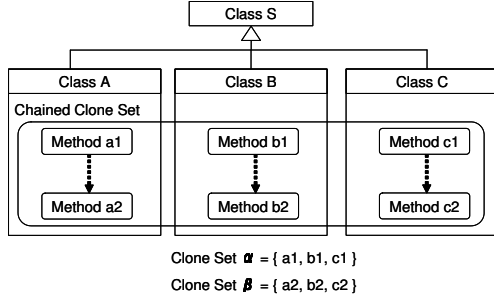 Class S
Class A
Class B
Class C
Chained Clone Set
Method a1
Method b1
Method c1
Method a2
Method b2
Method c2
Clone Set α = { a1, b1, c1 }
Clone Set β = { a2, b2, c2 }